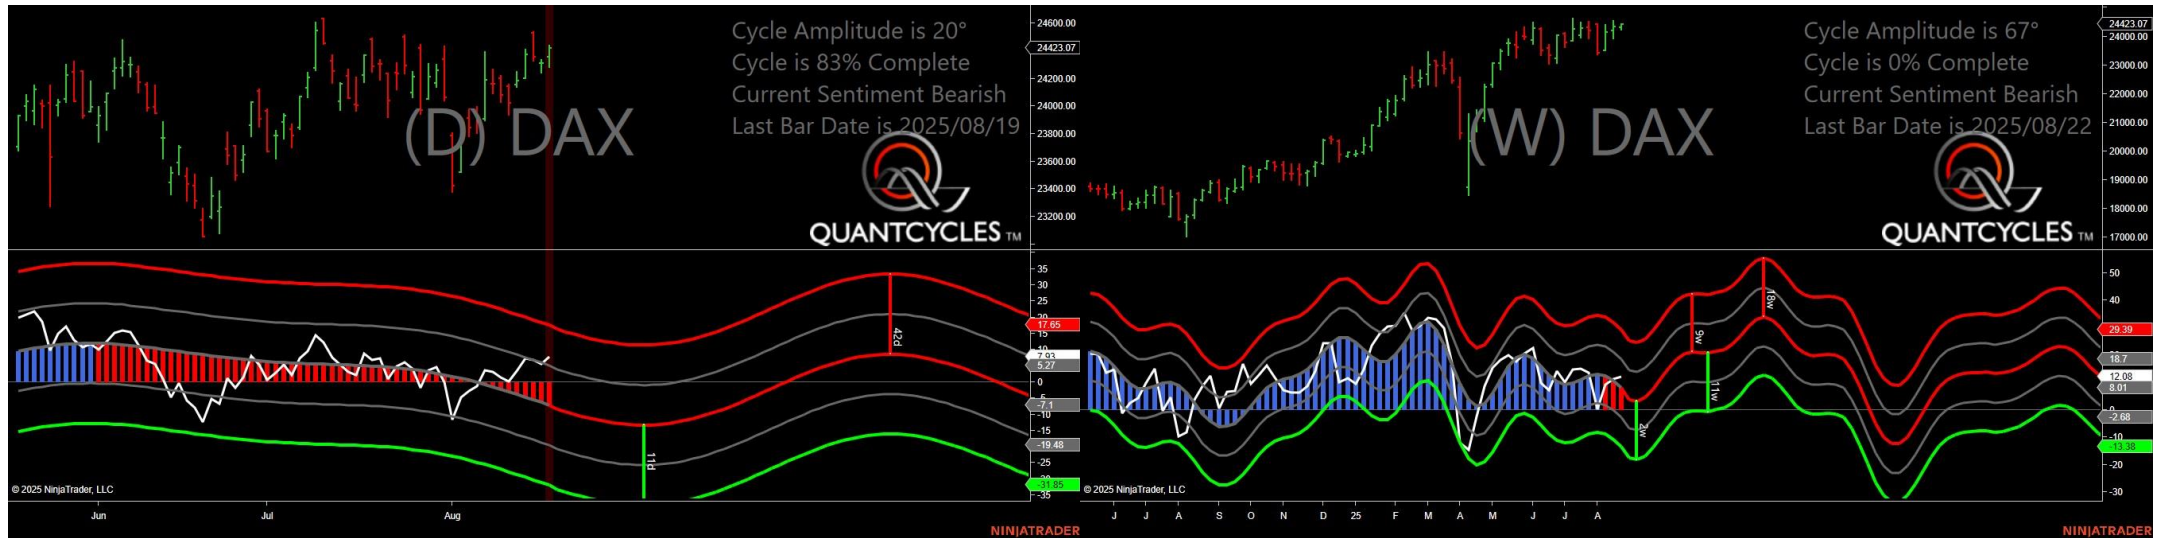 Cycle Amplitude is 20°
Cycle is 83% Complete
Current Sentiment Bearish
Last Bar Date is 2025/08/19
(D) DAX
QUANTCYCLES TM
24600.00
24423.07
24200.00
24000.00
23800.00
23600.00
23400.00
23200.00
35
30
25
20
17.65
10
7.93
5.27
0
-5
-7.1
-10
-15
-19.48
-25
-31.85
-35
42d
11d
© 2025 NinjaTrader, LLC
Jun Jul Aug
NINJATRADER
Cycle Amplitude is 67°
Cycle is 0% Complete
Current Sentiment Bearish
Last Bar Date is 2025/08/22
(W) DAX
QUANTCYCLES TM
24423.07
24000.00
23000.00
22000.00
21000.00
20000.00
19000.00
18000.00
17000.00
50
40
29.39
18.7
12.08
8.01
0
-2.68
-10
-13.38
-20
-30
9w
18w
11w
2w
© 2025 NinjaTrader, LLC
J J A S O N D 25 F M A M J J A
NINJATRADER